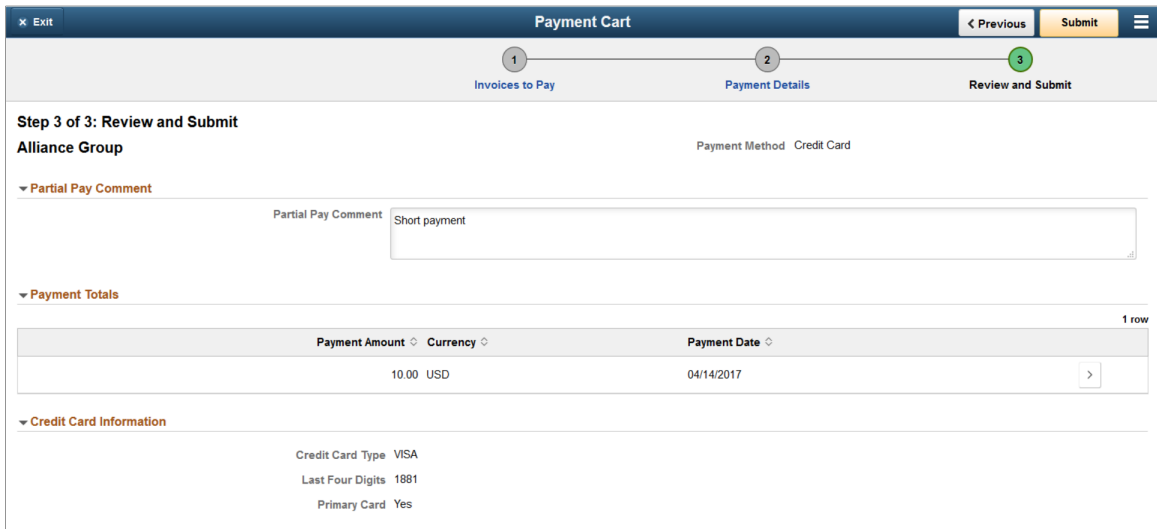 × Exit
Payment Cart
Previous
Submit
1
2
3
Invoices to Pay
Payment Details
Review and Submit
Step 3 of 3: Review and Submit
Alliance Group
Payment Method Credit Card
Partial Pay Comment
Partial Pay Comment
Short payment
Payment Totals
1 row
Payment Amount Currency Payment Date
10.00 USD 04/14/2017
Credit Card Information
Credit Card Type VISA
Last Four Digits 1881
Primary Card Yes